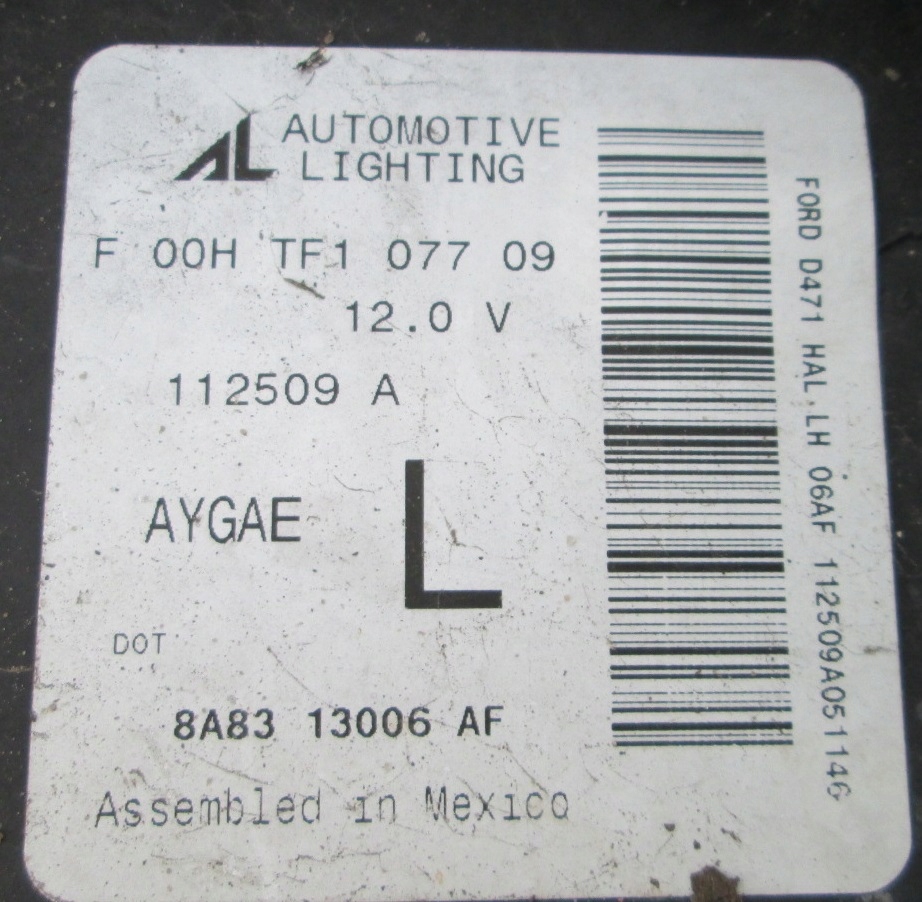 AL AUTOMOTIVE
LIGHTING
F 00H TF1 077 09
12.0 V
112509 A
AYGAE
L
DOT
8A83 13006 AF
Assembled in Mexico
FORD D471 HAL.LH 06AF 112509A051146